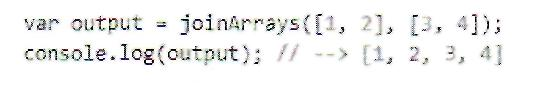 var output = joinArrays([1, 2], [3, 4]);
console.log(output); // --> [1, 2, 3, 4]